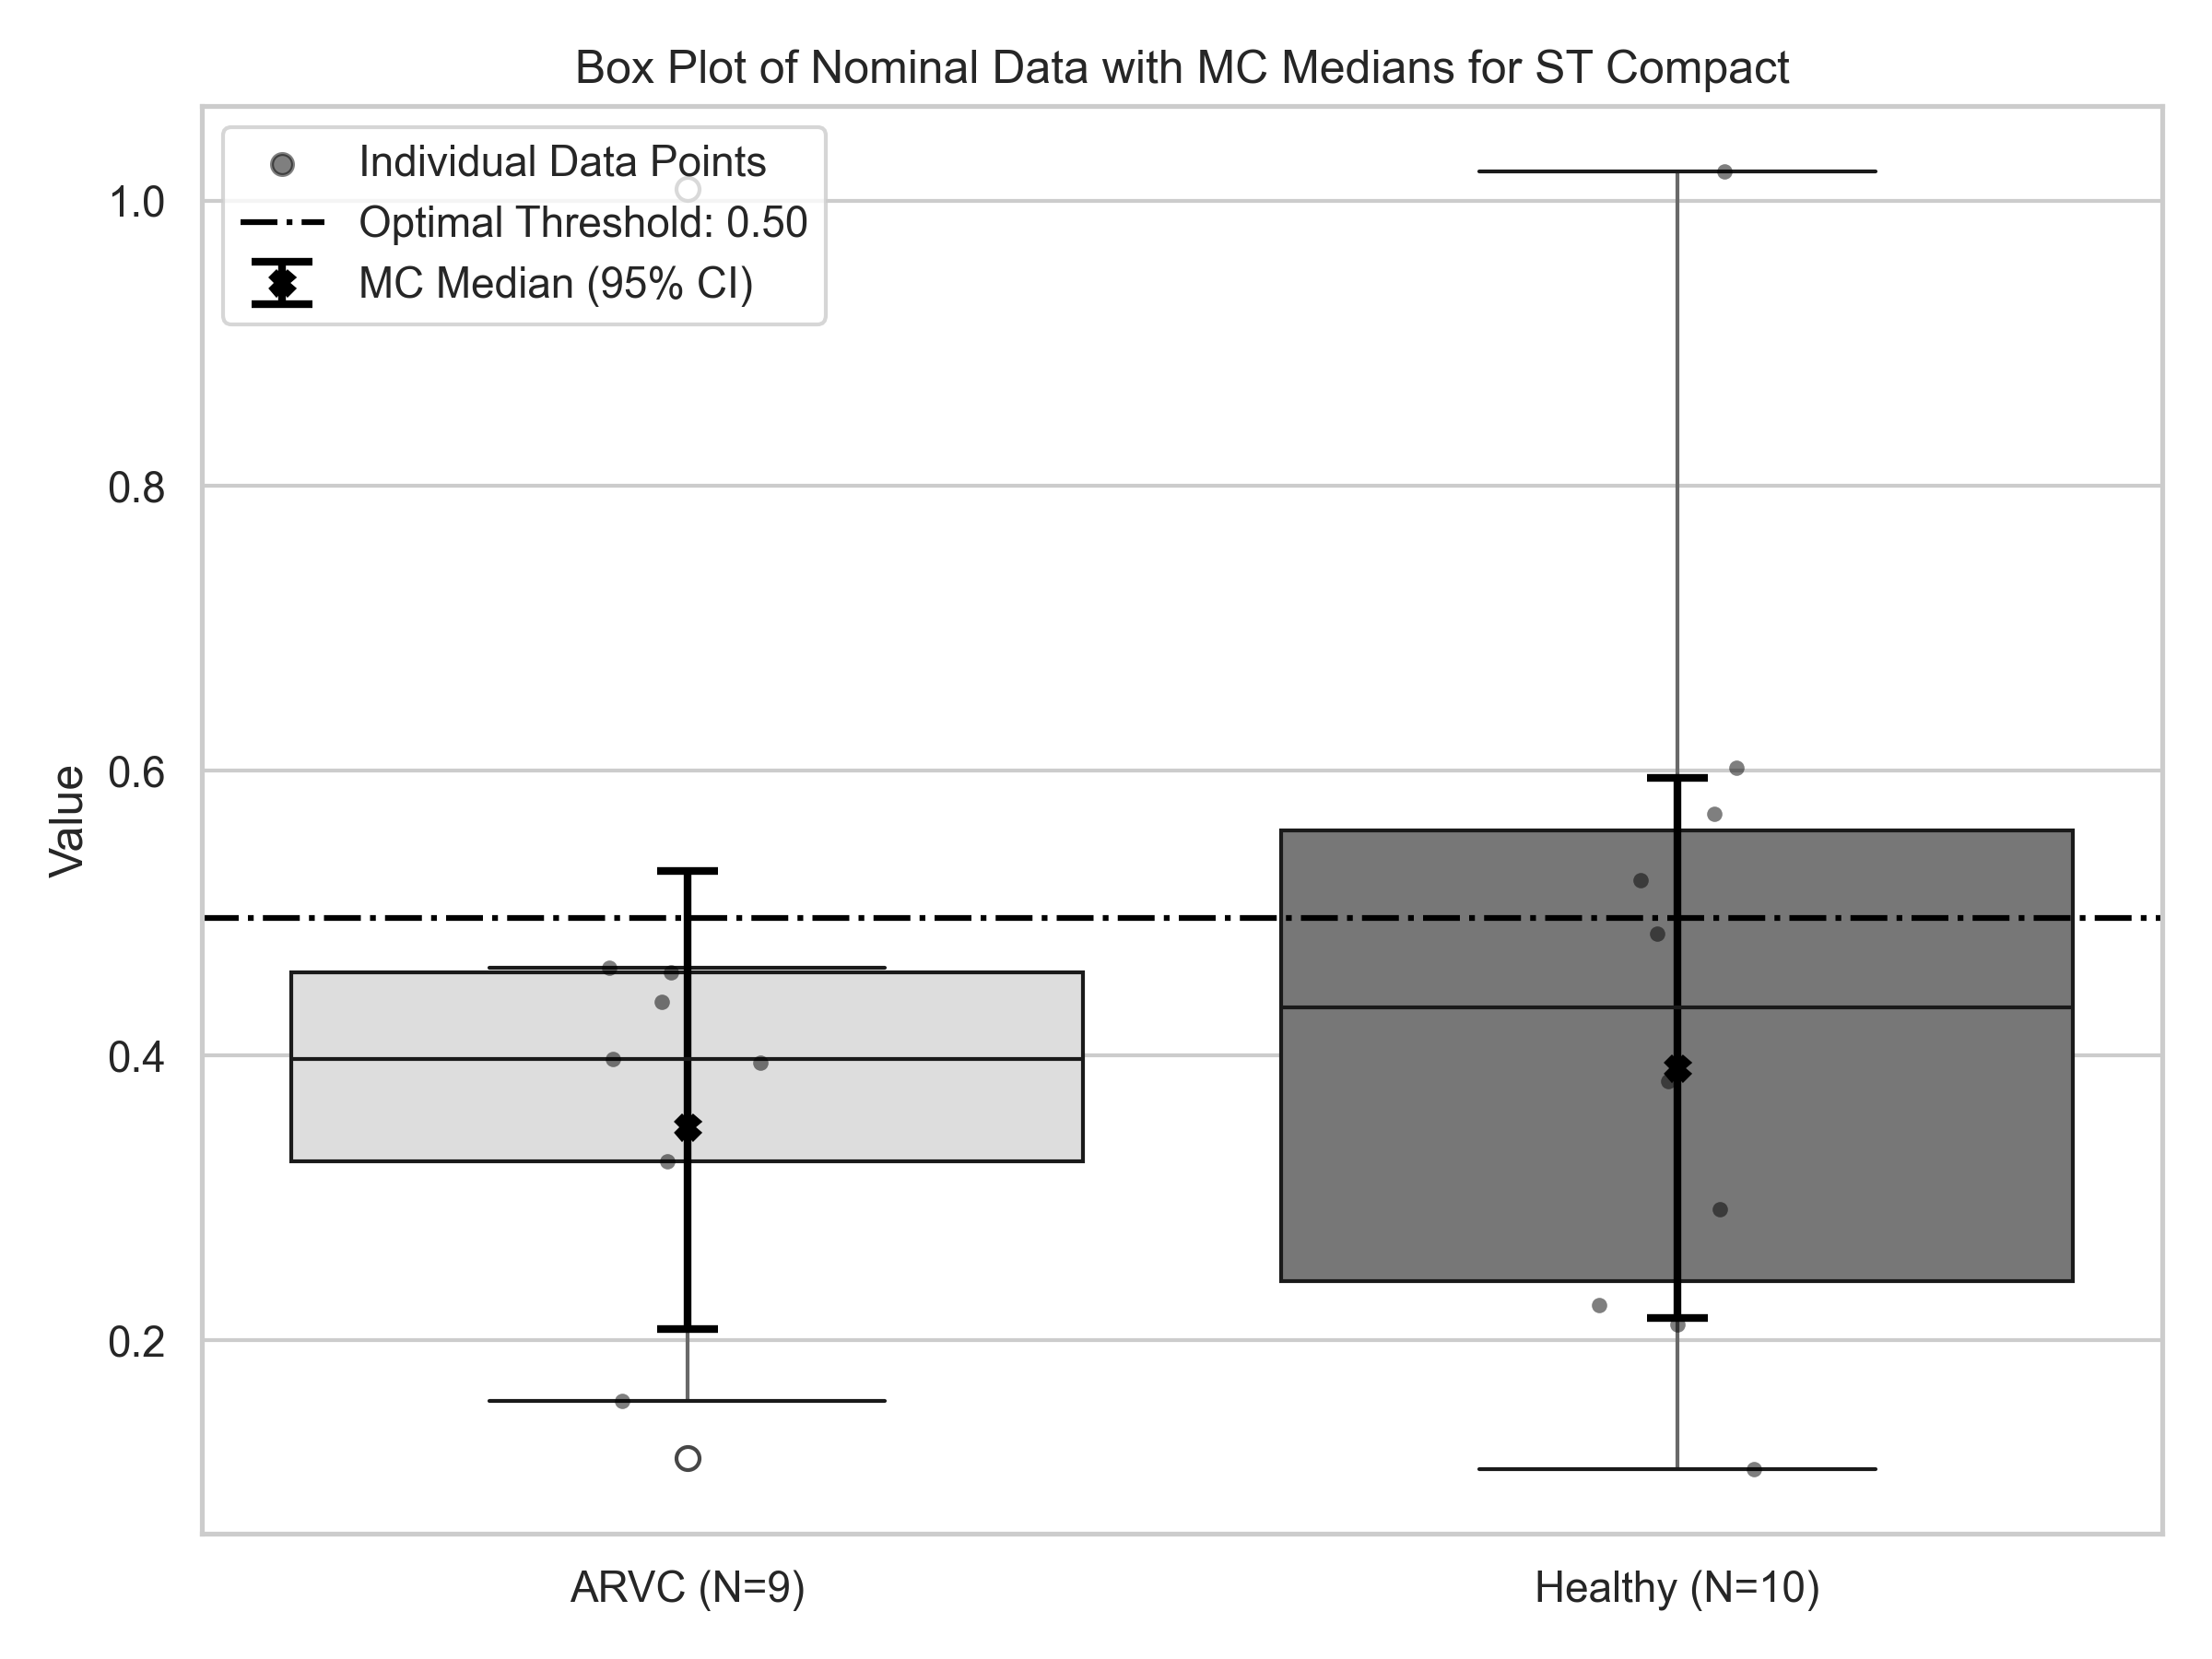 Box Plot of Nominal Data with MC Medians for ST Compact
Individual Data Points
Optimal Threshold: 0.50
MC Median (95% CI)
1.0
0.8
0.6
0.4
0.2
Value
ARVC (N=9)
Healthy (N=10)